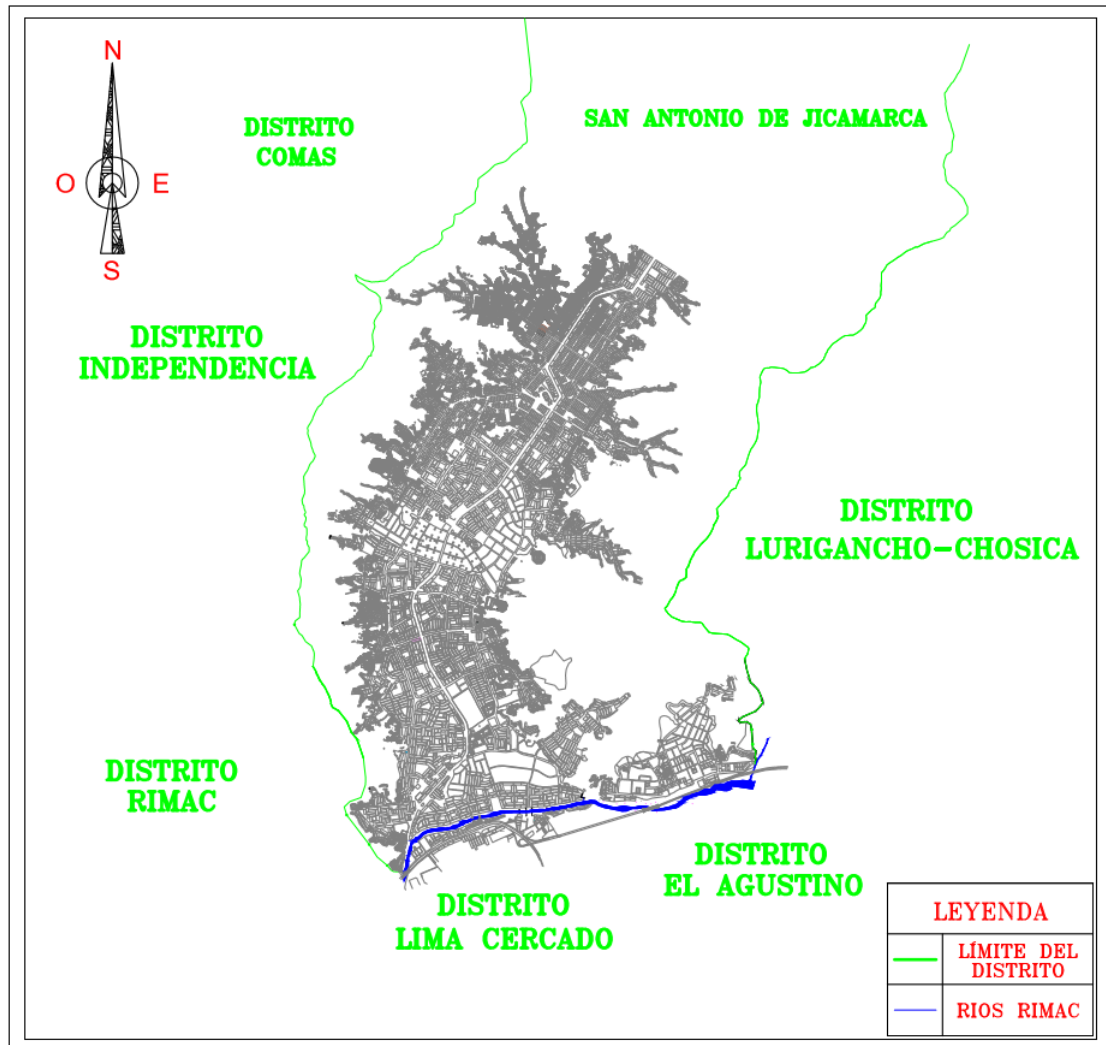 N
O
E
S
DISTRITO
COMAS
SAN ANTONIO DE JICAMARCA
DISTRITO
INDEPENDENCIA
DISTRITO
LURIGANCHO-CHOSICA
DISTRITO
RIMAC
DISTRITO
EL AGUSTINO
DISTRITO
LIMA CERCADO
LEYENDA
LÍMITE DEL
DISTRITO
RIOS RIMAC